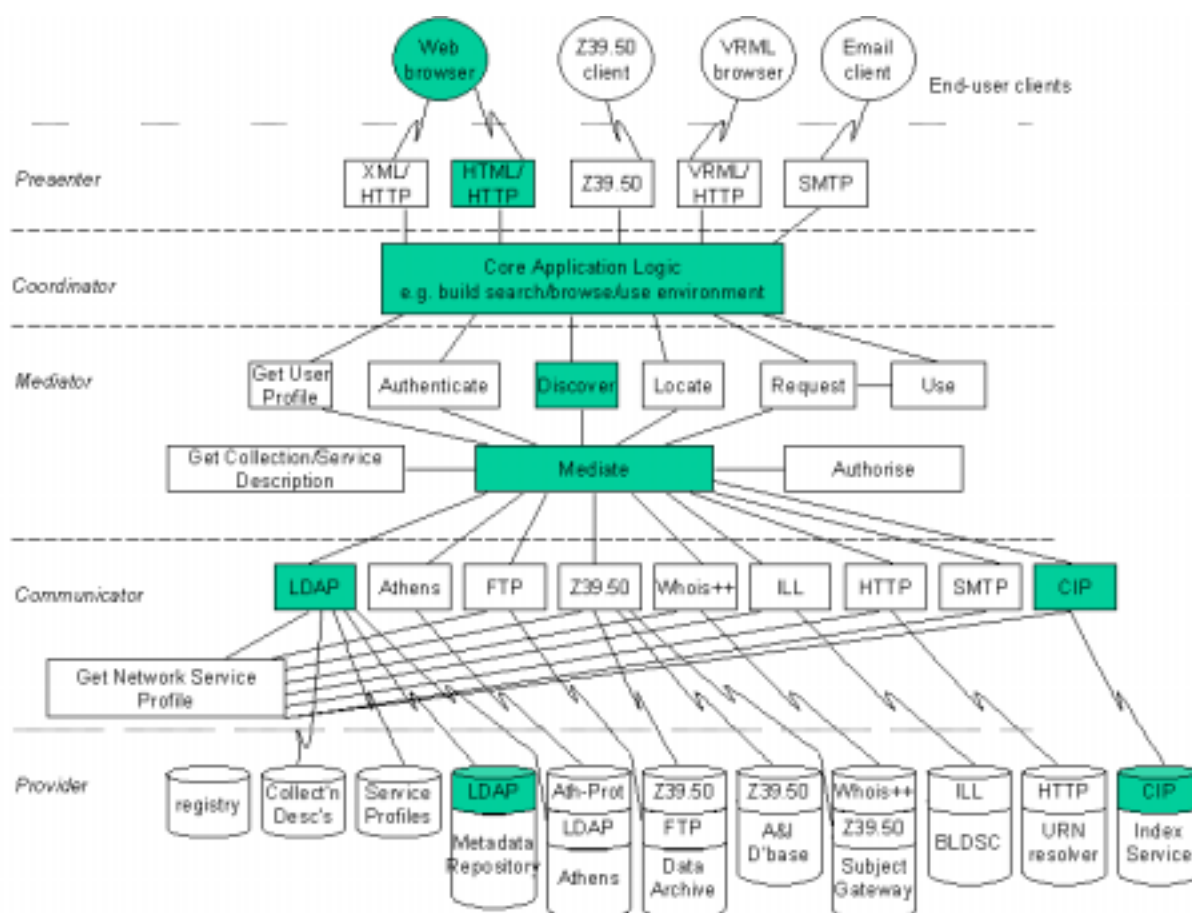 Web
browser
Z39.50
client
VRML
browser
Email
client
End-user clients
Presenter
XML/
HTTP
HTML/
HTTP
Z39.50
VRML/
HTTP
SMTP
Coordinator
Core Application Logic
e.g. build search/browse/use environment
Mediator
Get User
Profile
Authenticate
Discover
Locate
Request
Use
Get Collection/Service
Description
Mediate
Authorise
Communicator
LDAP
Athens
FTP
Z39.50
Whois++
ILL
HTTP
SMTP
CIP
Get Network Service
Profile
Provider
registry
Collect'n
Desc's
Service
Profiles
LDAP
Metadata
Repository
Ath-Prot
LDAP
Athens
Z39.50
FTP
Data
Archive
Z39.50
A&I
D'base
Whois++
Z39.50
Subject
Gateway
ILL
BLDSC
HTTP
URN
resolver
CIP
Index
Service